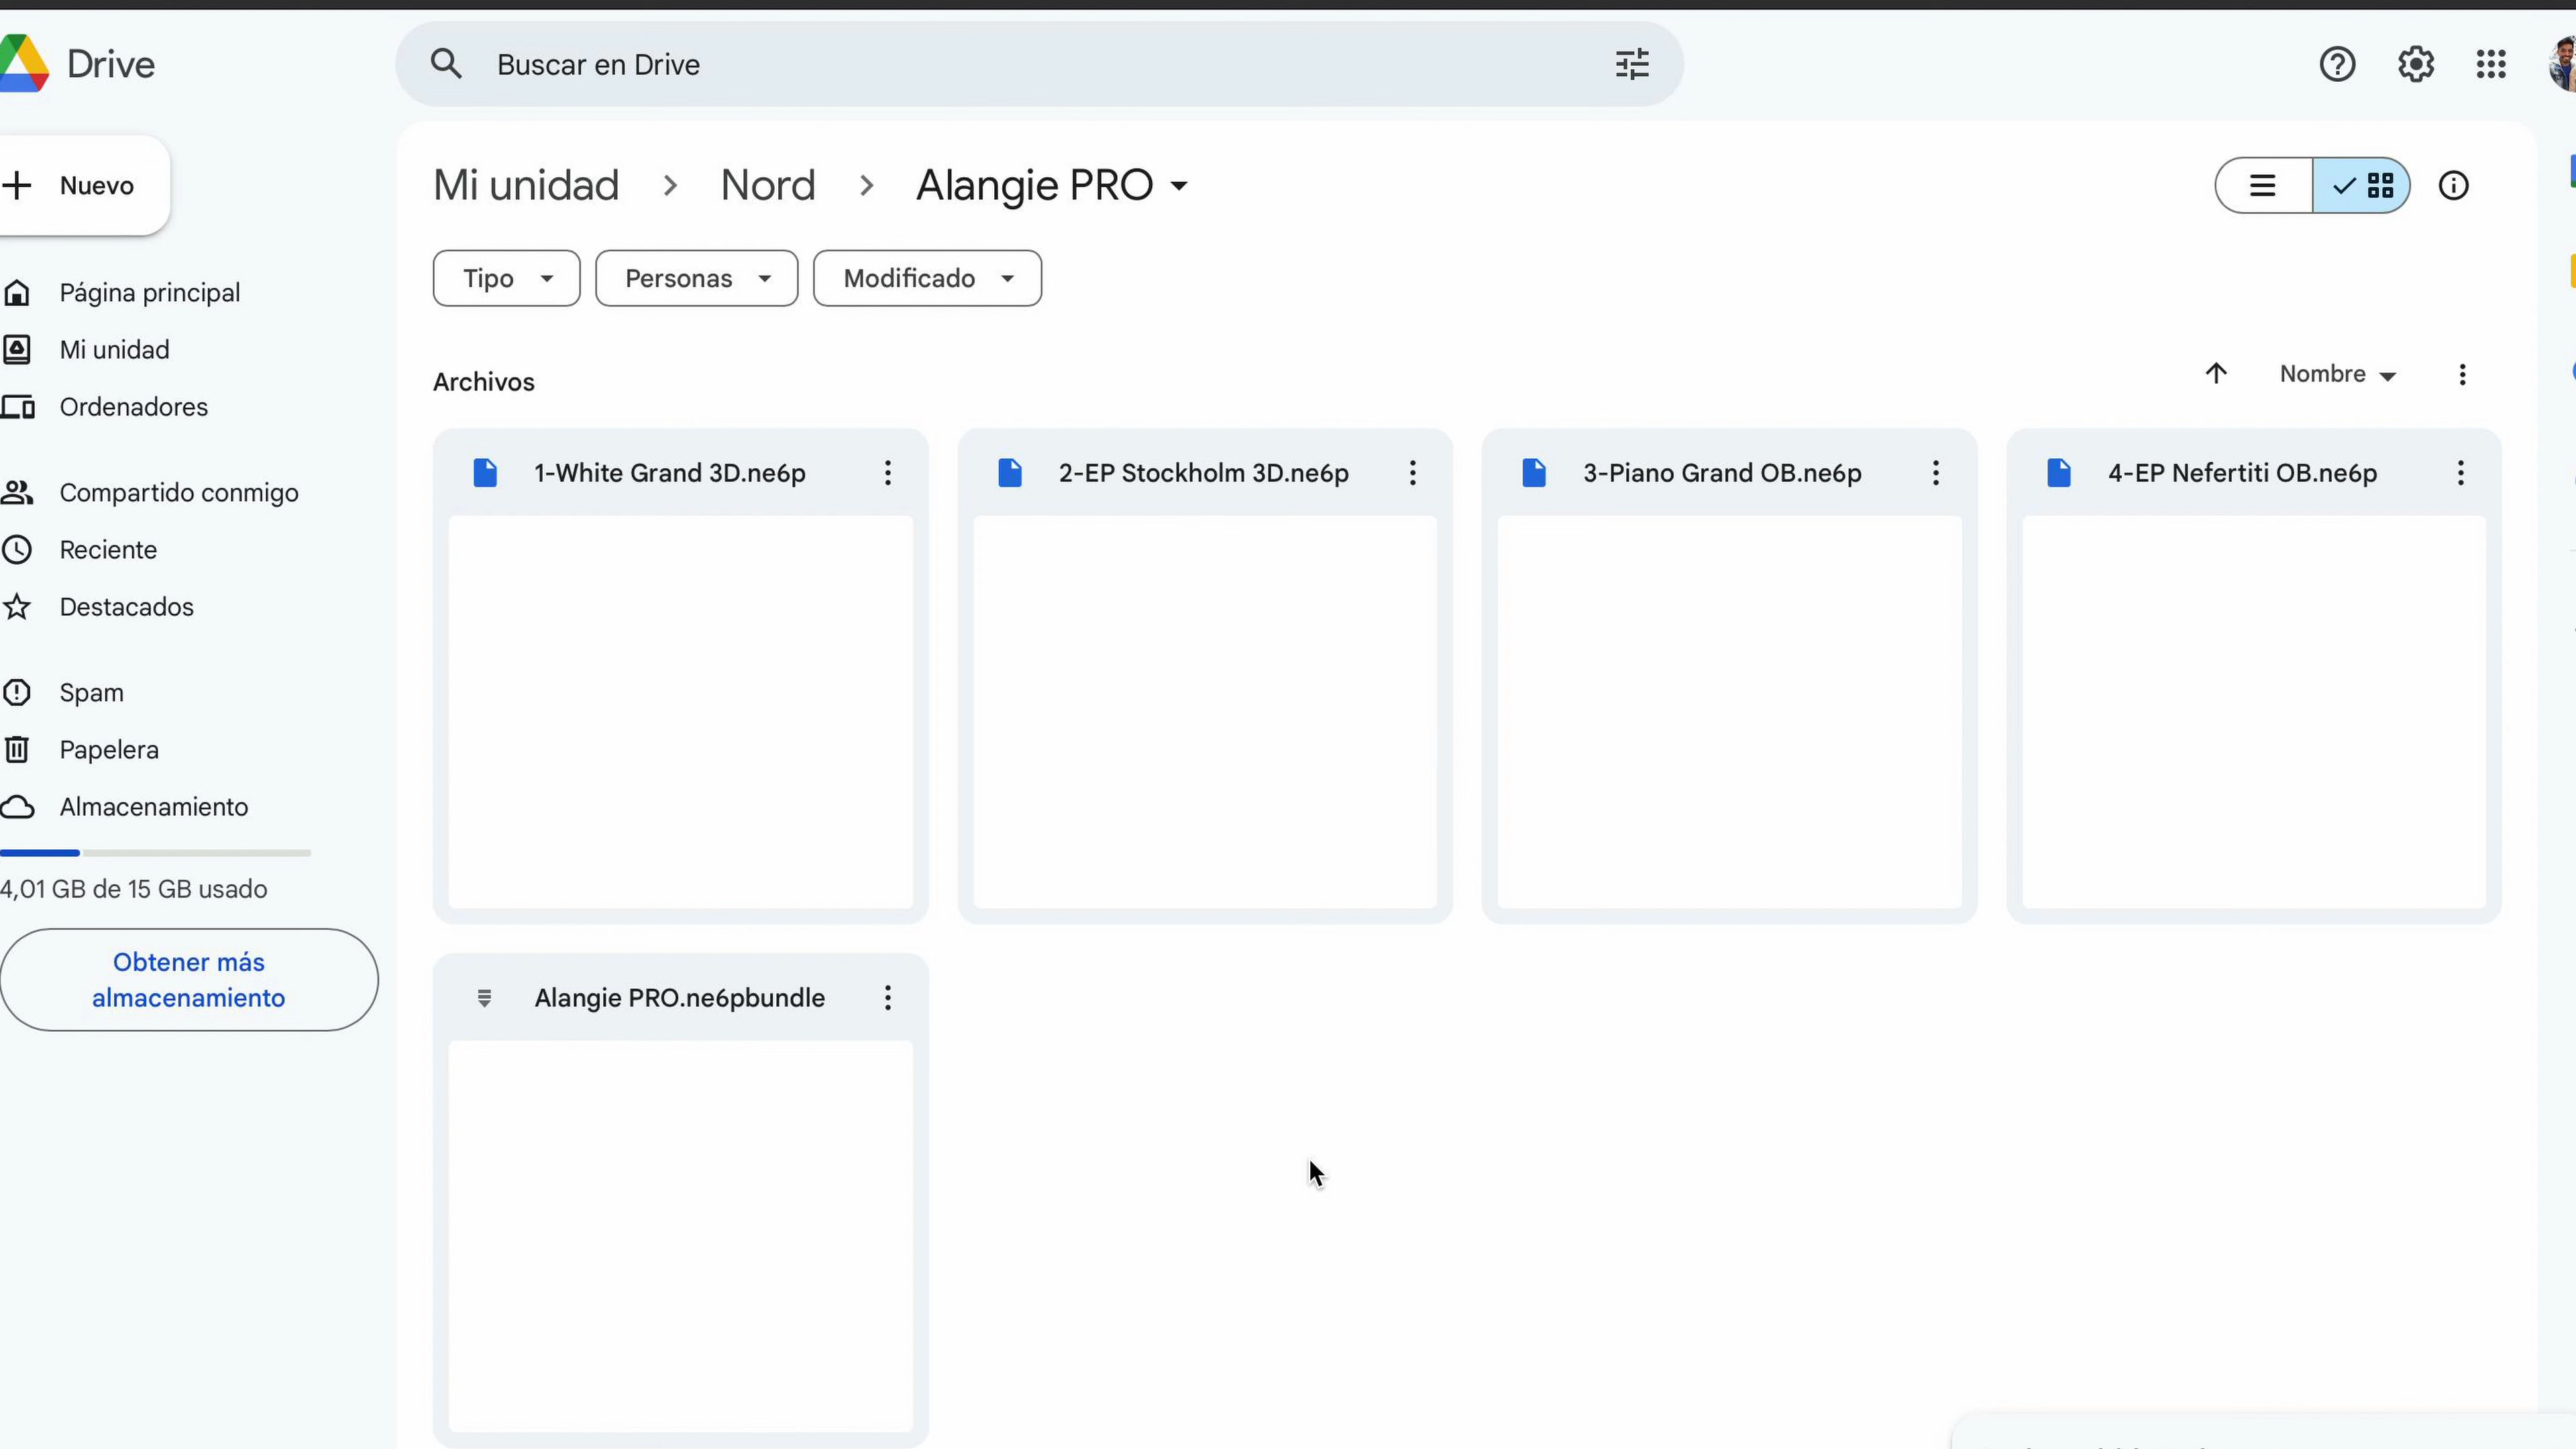 Drive
Buscar en Drive
Nuevo
Mi unidad
Nord
Alangie PRO
Tipo
Personas
Modificado
Página principal
Mi unidad
Ordenadores
Compartido conmigo
Reciente
Destacados
Spam
Papelera
Almacenamiento
4,01 GB de 15 GB usado
Obtener más
almacenamiento
Archivos
Nombre
1-White Grand 3D.ne6p
2-EP Stockholm 3D.ne6p
3-Piano Grand OB.ne6p
4-EP Nefertiti OB.ne6p
Alangie PRO.ne6pbundle